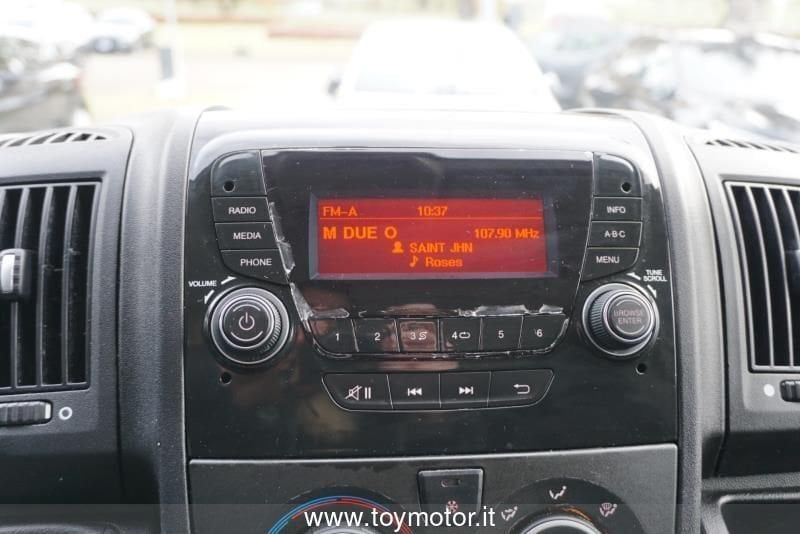 FM-A 10:37
RADIO M DUE O 107.90 MHz INFO
MEDIA SAINT JHN A·B·C
PHONE Roses MENU
VOLUME TUNE
SCROLL
BROWSE
ENTER
1 2 3 4 5 6
www.toymotor.it